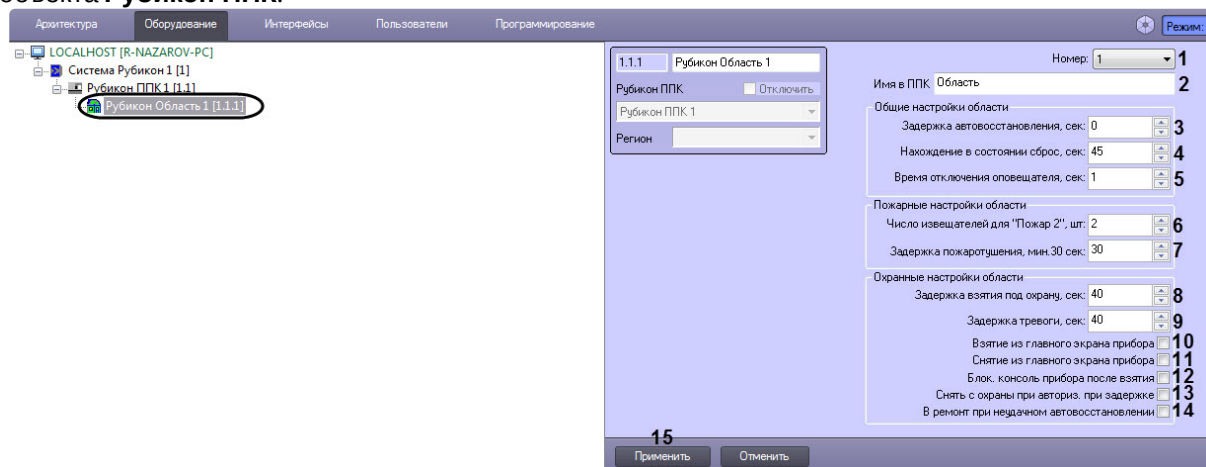 объекта Рубикон ППК.
Архитектура Оборудование Интерфейсы Пользователи Программирование Режим:
LOCALHOST [R-NAZAROV-PC]
Система Рубикон 1 [1]
Рубикон ППК 1 [1.1]
Рубикон Область 1 [1.1.1]
1.1.1 Рубикон Область 1
Рубикон ППК Отключить
Рубикон ППК 1
Регион
Номер: 1 1
Имя в ППК Область 2
Общие настройки области
Задержка автовосстановления, сек: 0 3
Нахождение в состоянии сброс, сек: 45 4
Время отключения оповещателя, сек: 1 5
Пожарные настройки области
Число извещателей для "Пожар 2", шт: 2 6
Задержка пожаротушения, мин.30 сек: 30 7
Охранные настройки области
Задержка взятия под охрану, сек: 40 8
Задержка тревоги, сек: 40 9
Взятие из главного экрана прибора 10
Снятие из главного экрана прибора 11
Блок. консоль прибора после взятия 12
Снять с охраны при авториз. при задержке 13
В ремонт при неудачном автовосстановлении 14
15
Применить Отменить